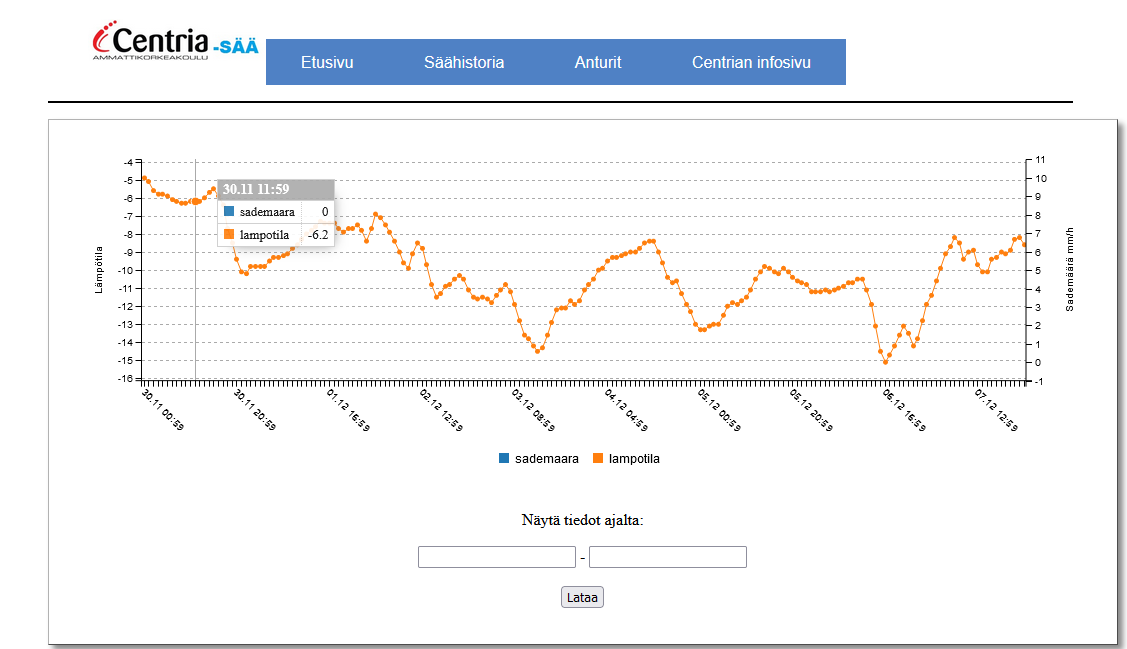 Centria -SÄÄ
AMMATTIKORKEAKOULU
Etusivu Säähistoria Anturit Centrian infosivu
-4 11
-5 10
-6 9
-7 8
-8 7
-9 6
-10 5
-11 4
-12 3
-13 2
-14 1
-15 0
-16 -1
Lämpötila
Sademäärä mm/h
30.11 11:59
sademaara 0
lampotila -6.2
30.11 00:59 30.11 20:59 01.12 16:59 02.12 12:59 03.12 08:59 04.12 04:59 05.12 00:59 05.12 20:59 06.12 16:59 07.12 12:59
sademaara lampotila
Näytä tiedot ajalta:
-
Lataa